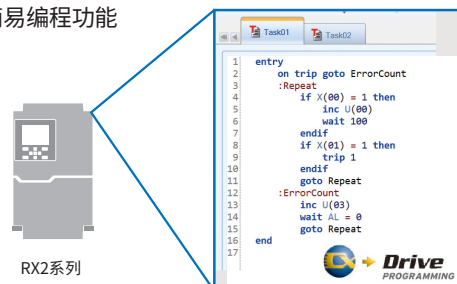 简易编程功能
Task01 Task02
1 entry
2 on trip goto ErrorCount
3 :Repeat
4 if X(00) = 1 then
5 inc U(00)
6 wait 100
7 endif
8 if X(01) = 1 then
9 trip 1
10 endif
11 goto Repeat
12 :ErrorCount
13 inc U(03)
14 wait AL = 0
15 goto Repeat
16 end
17
Drive
PROGRAMMING
RX2系列